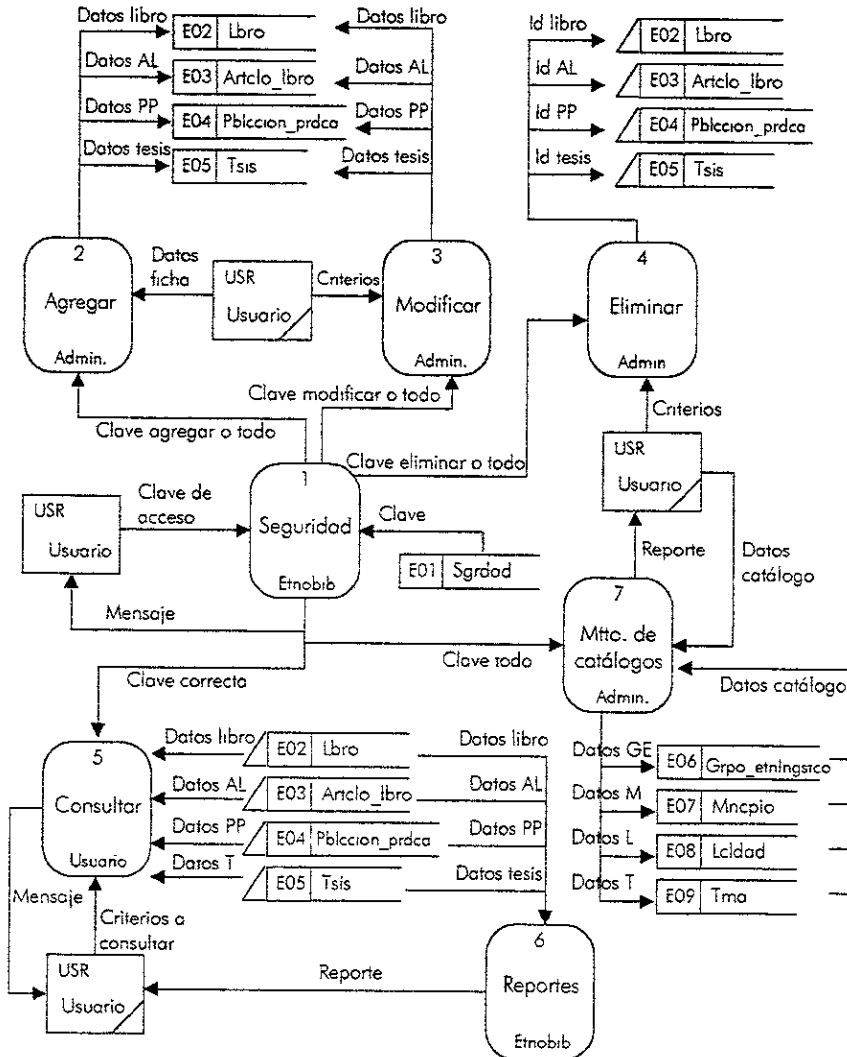 Datos libro
E02 Lbro
Datos libro
Datos AL
E03 Artclo_lbro
Datos AL
Datos PP
E04 Pblccion_prdca
Datos PP
Datos tesis
E05 Tsis
Datos tesis
Id libro
E02 Lbro
Id AL
E03 Artclo_lbro
Id PP
E04 Pblccion_prdca
Id tesis
E05 Tsis
2
Agregar
Admin.
Datos
ficha
USR
Usuario
Criterios
3
Modificar
Admin.
4
Eliminar
Admin
Clave agregar o todo
Clave modificar o todo
Clave eliminar o todo
Criterios
USR
Usuario
Reporte
Datos
catálogo
USR
Usuario
Clave de
acceso
1
Seguridad
Etnobib
Clave
E01 Sgrdad
Mensaje
7
Mtto. de
catálogos
Admin.
Clave todo
Datos catálogo
Clave correcta
5
Consultar
Usuario
Datos libro
E02 Lbro
Datos libro
Datos AL
E03 Artclo_lbro
Datos AL
Datos PP
E04 Pblccion_prdca
Datos PP
Datos T
E05 Tsis
Datos tesis
Datos GE
E06 Grpo_etnlngstco
Datos M
E07 Mncpio
Datos L
E08 Lcldad
Datos T
E09 Tma
Mensaje
Criterios a
consultar
USR
Usuario
Reporte
6
Reportes
Etnobib